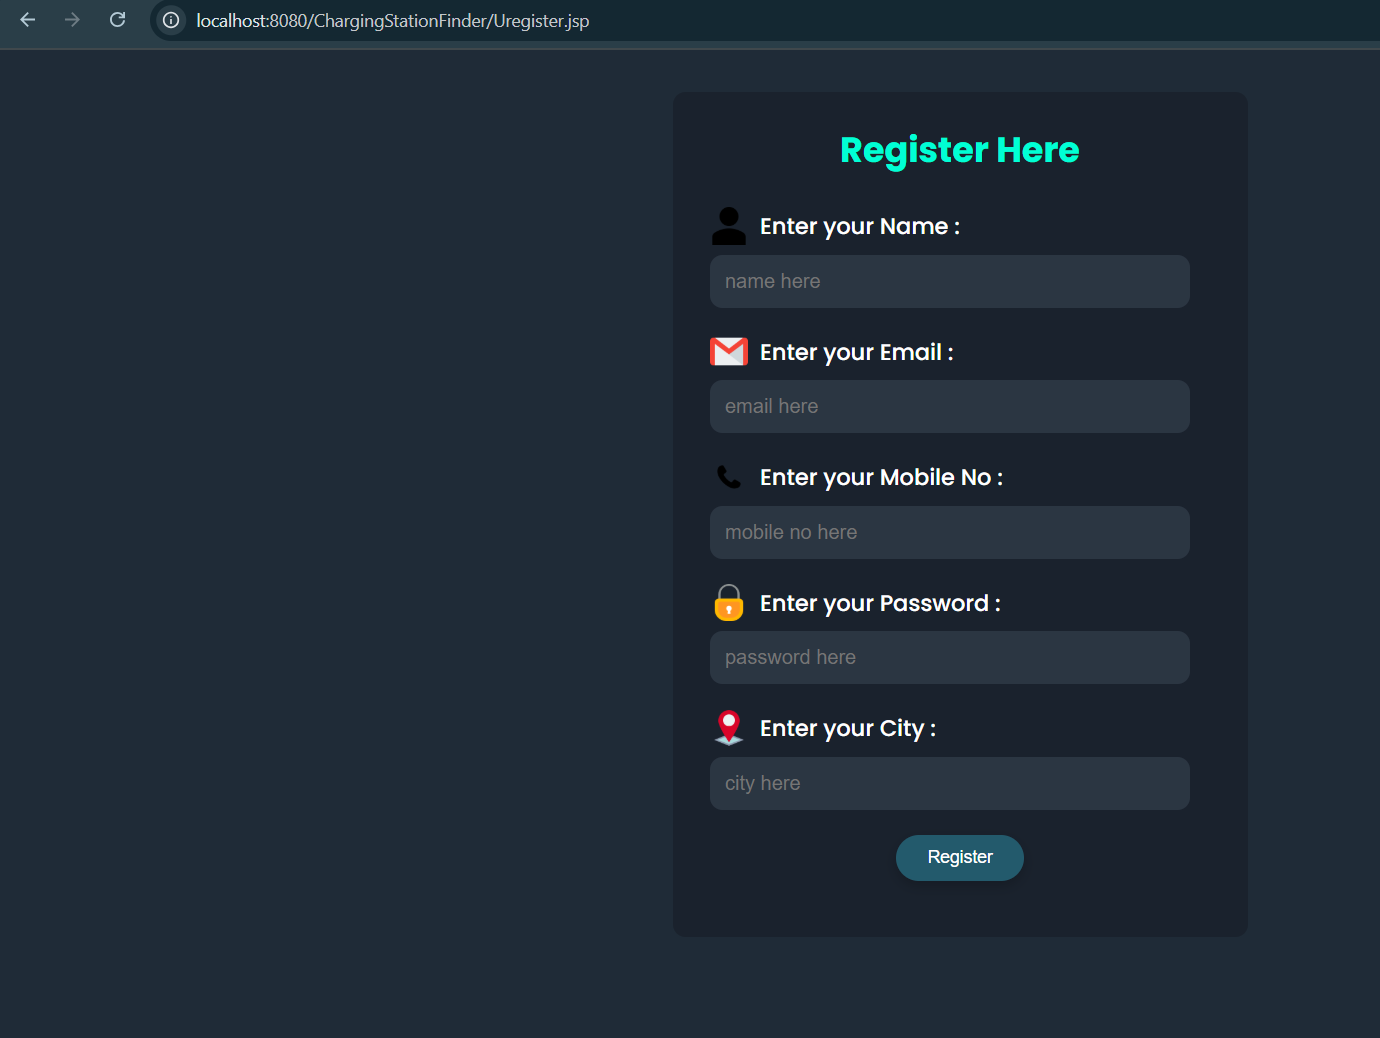 localhost:8080/ChargingStationFinder/Uregister.jsp
Register Here
Enter your Name :
name here
Enter your Email :
email here
Enter your Mobile No :
mobile no here
Enter your Password :
password here
Enter your City :
city here
Register